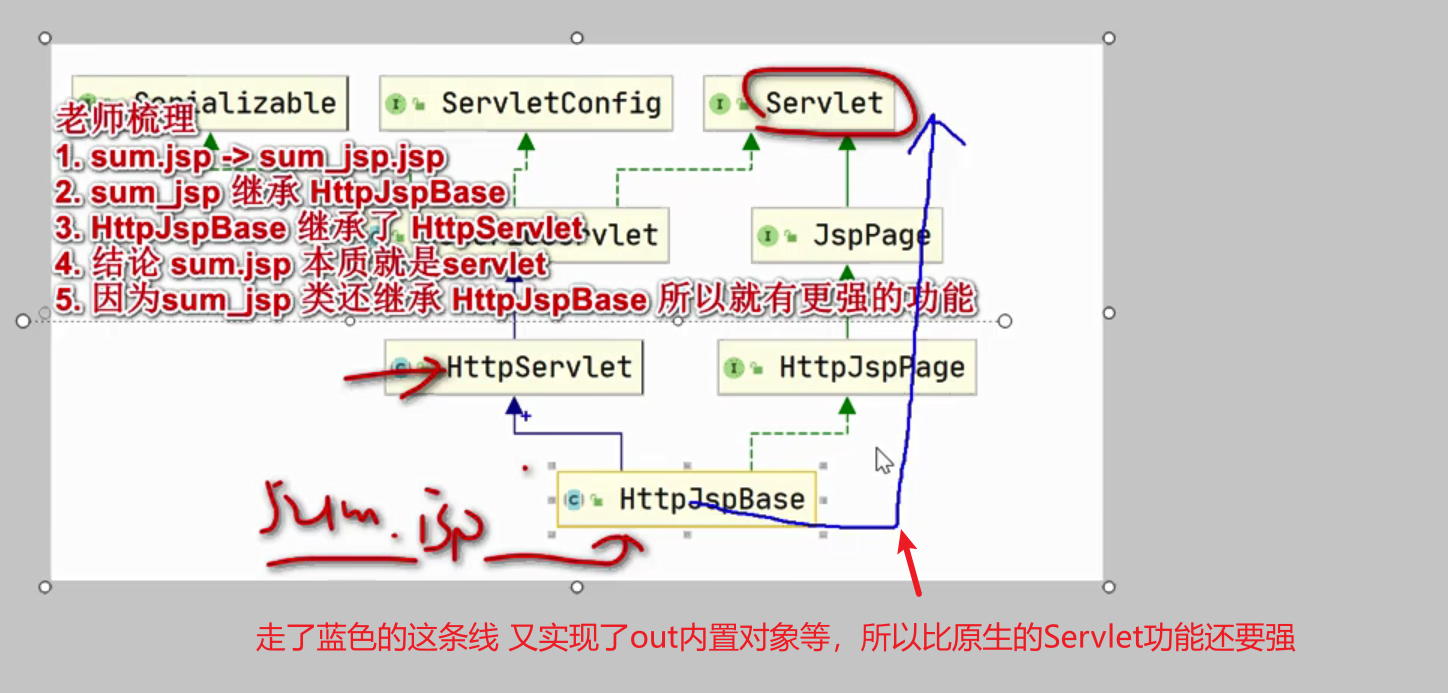 Serializable
ServletConfig
Servlet
老师梳理
1. sum.jsp -> sum_jsp.jsp
2. sum_jsp 继承 HttpJspBase
3. HttpJspBase 继承了 HttpServlet
JspPage
4. 结论 sum.jsp 本质就是servlet
5. 因为sum_jsp 类还继承 HttpJspBase 所以就有更强的功能
HttpServlet
HttpJspPage
HttpJspBase
sum.jsp
走了蓝色的这条线 又实现了out内置对象等，所以比原生的Servlet功能还要强